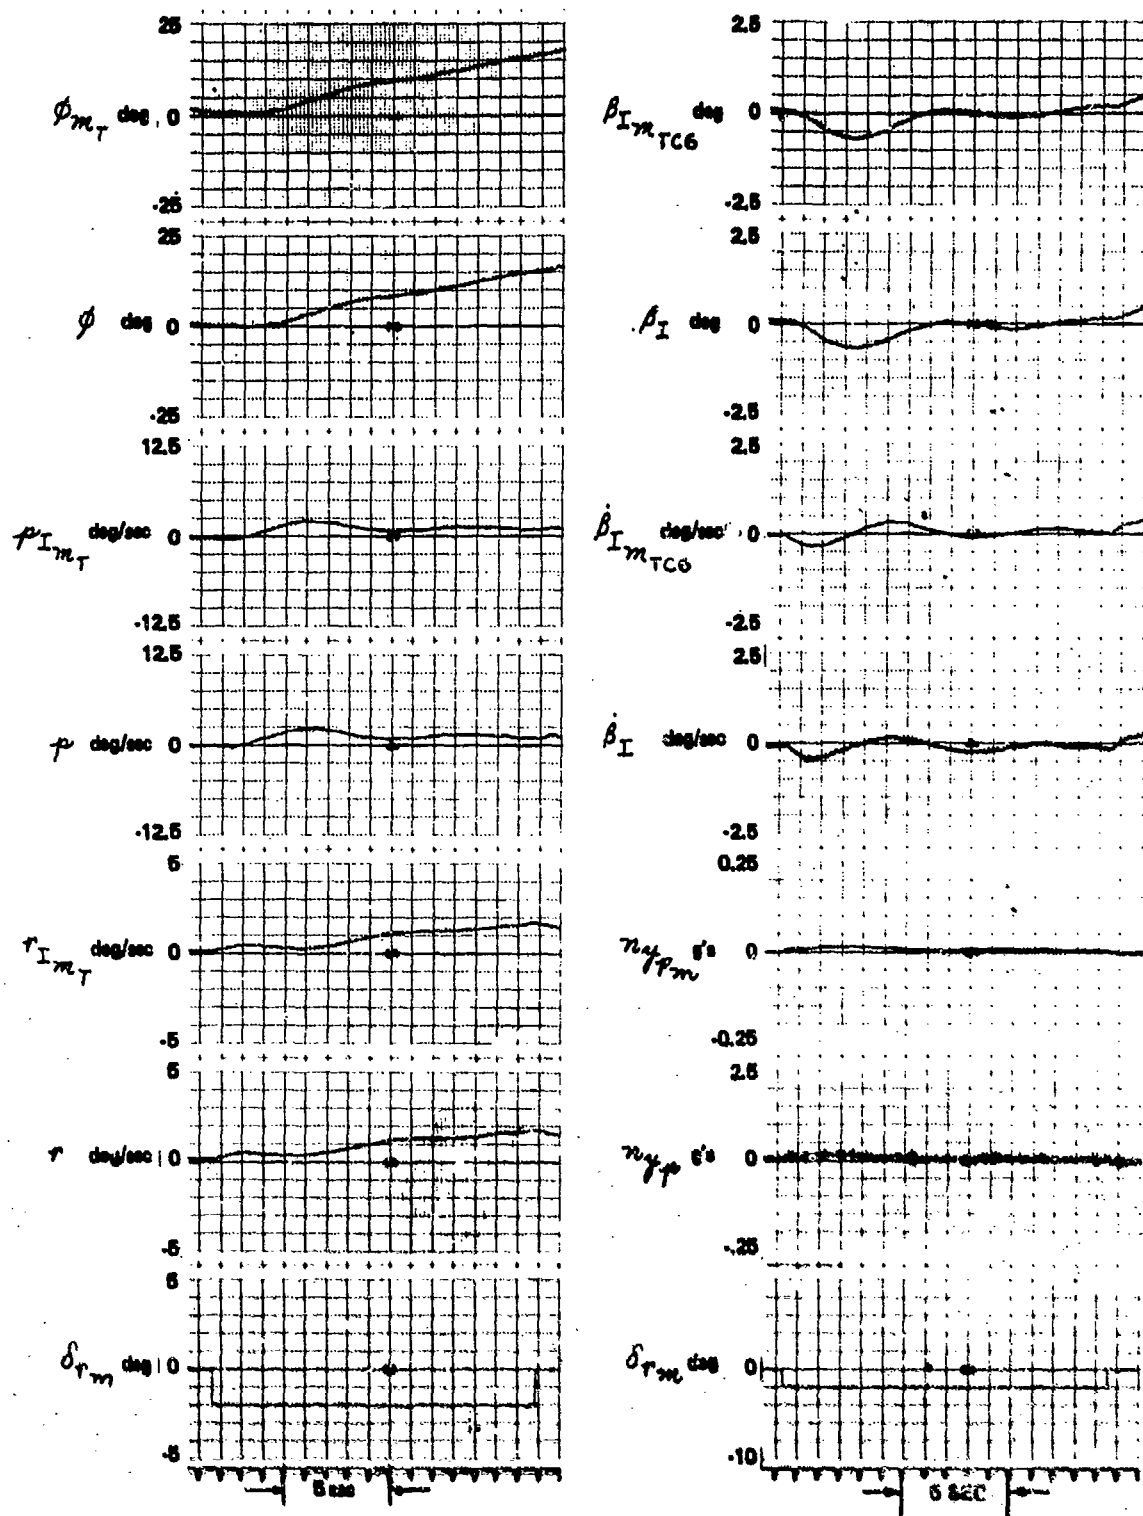 25
ϕ_{m_T} deg 0
-25
25
ϕ deg 0
-25
12.5
p_{I_{m_T}} deg/sec 0
-12.5
12.5
p deg/sec 0
-12.5
5
r_{I_{m_T}} deg/sec 0
-5
5
r deg/sec 0
-5
5
δ_{r_m} deg 0
-5
5 sec
2.5
β_{I_{m_{TCG}}} deg 0
-2.5
2.5
β_I deg 0
-2.5
2.5
β̇_{I_{m_{TCG}}} deg/sec 0
-2.5
2.5
β̇_I deg/sec 0
-2.5
0.25
n_{y_{p_m}} g's 0
-0.25
2.5
n_{y_p} g's 0
-.25
δ_{r_m} deg 0
-10
5 SEC